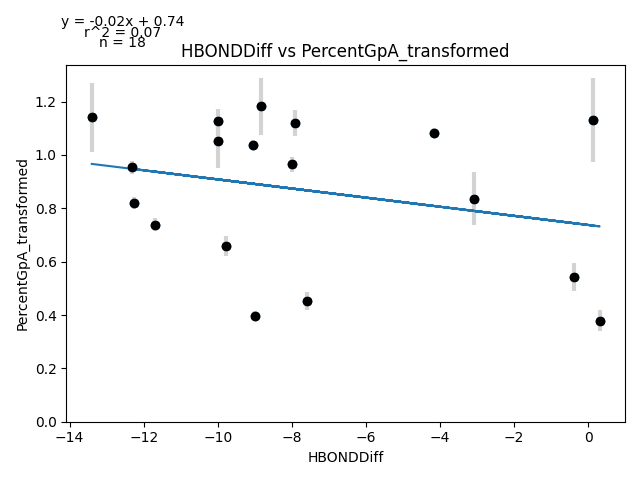 y = -0.02x + 0.74
r^2 = 0.07
n = 18
HBONDDiff vs PercentGpA_transformed
PercentGpA_transformed
1.2
1.0
0.8
0.6
0.4
0.2
0.0
−14
−12
−10
−8
−6
−4
−2
0
HBONDDiff